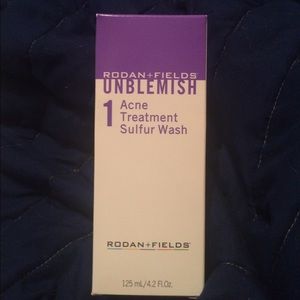 RODAN+FIELDS®
UNBLEMISH
1 Acne
Treatment
Sulfur Wash
RODAN+FIELDS®
125 mL/4.2 Fl.Oz.